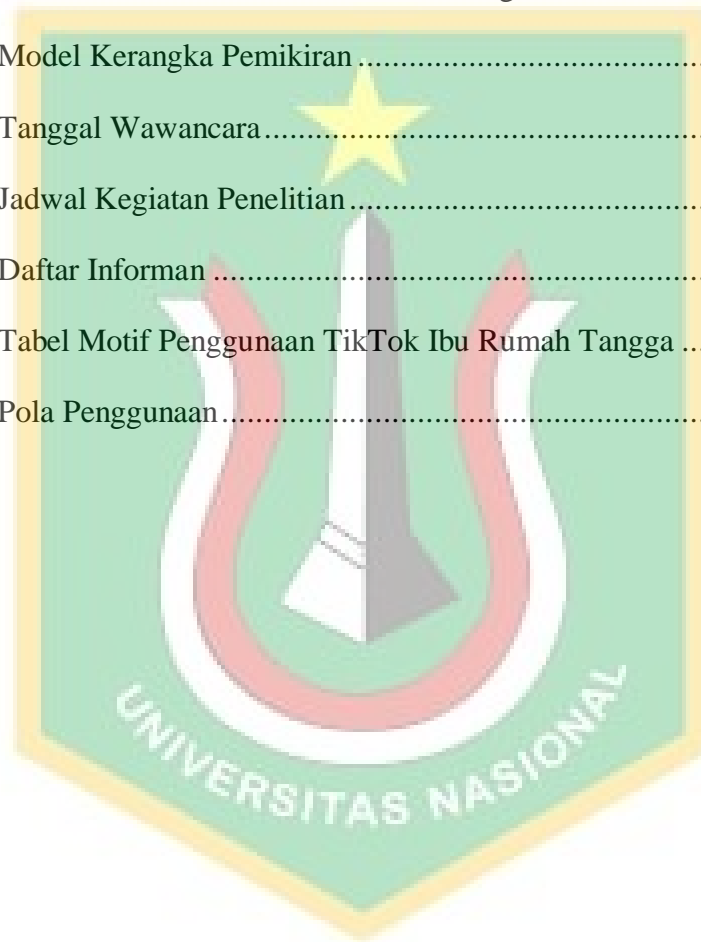 Model Kerangka Pemikiran.......................................
Tanggal Wawancara..................................................
Jadwal Kegiatan Penelitian........................................
Daftar Informan.........................................................
Tabel Motif Penggunaan TikTok Ibu Rumah Tangga ...
Pola Penggunaan.......................................................
UNIVERSITAS NASIONAL